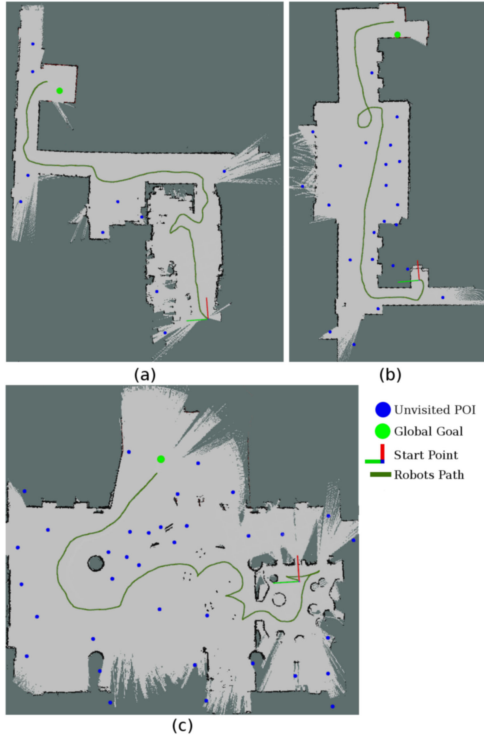 (a)
(b)
Unvisited POI
Global Goal
Start Point
Robots Path
(c)